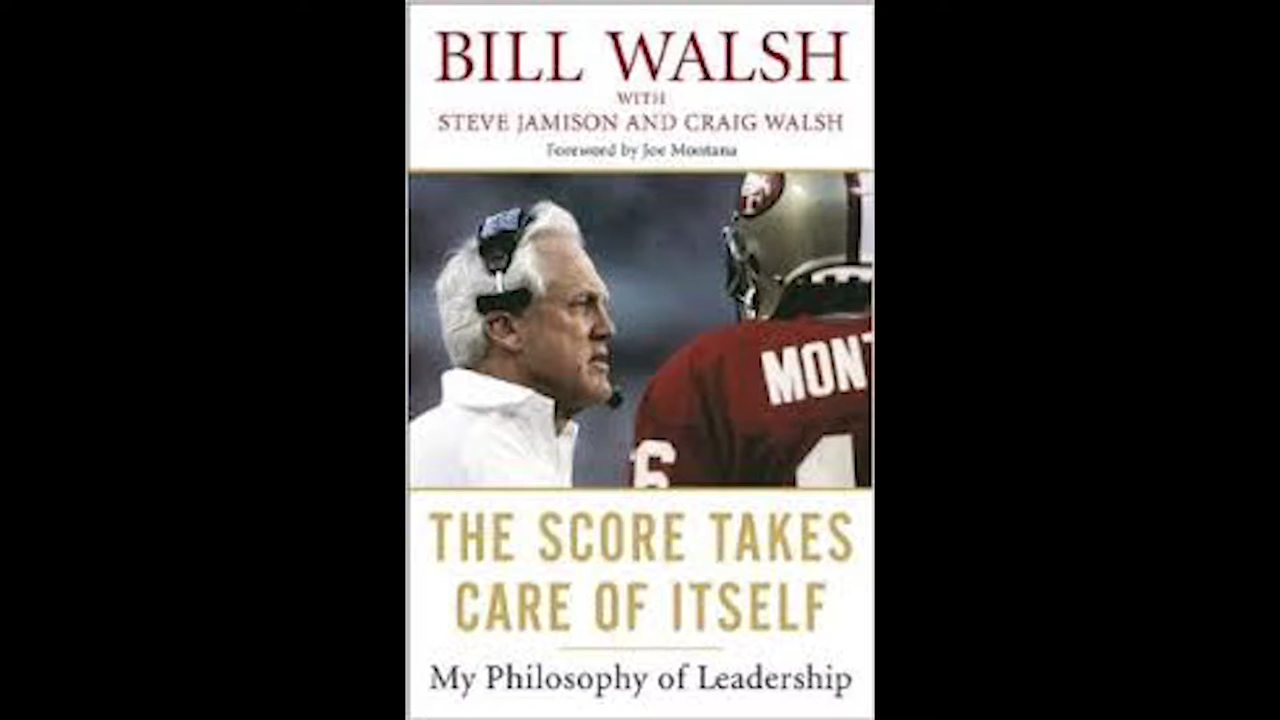 BILL WALSH
WITH
STEVE JAMISON AND CRAIG WALSH
Foreword by Joe Montana
MONT
6
THE SCORE TAKES
CARE OF ITSELF
My Philosophy of Leadership